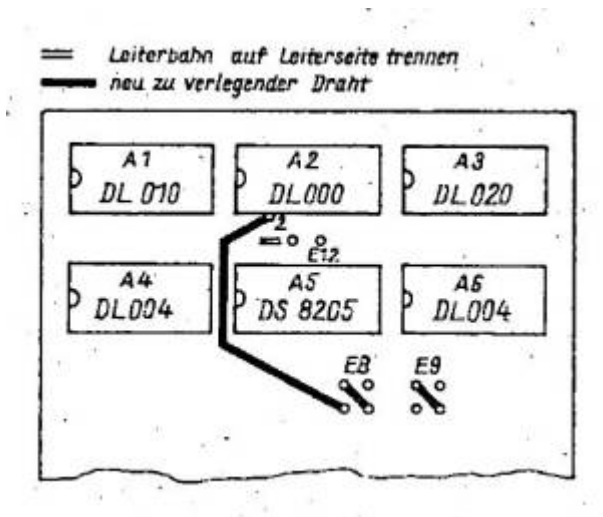 Leiterbahn auf Leiterseite trennen
neu zu verlegender Draht
A1
DL 010
A2
DL000
A3
DL020
2
E12
A4
DL004
A5
DS 8205
A6
DL004
E8
E9